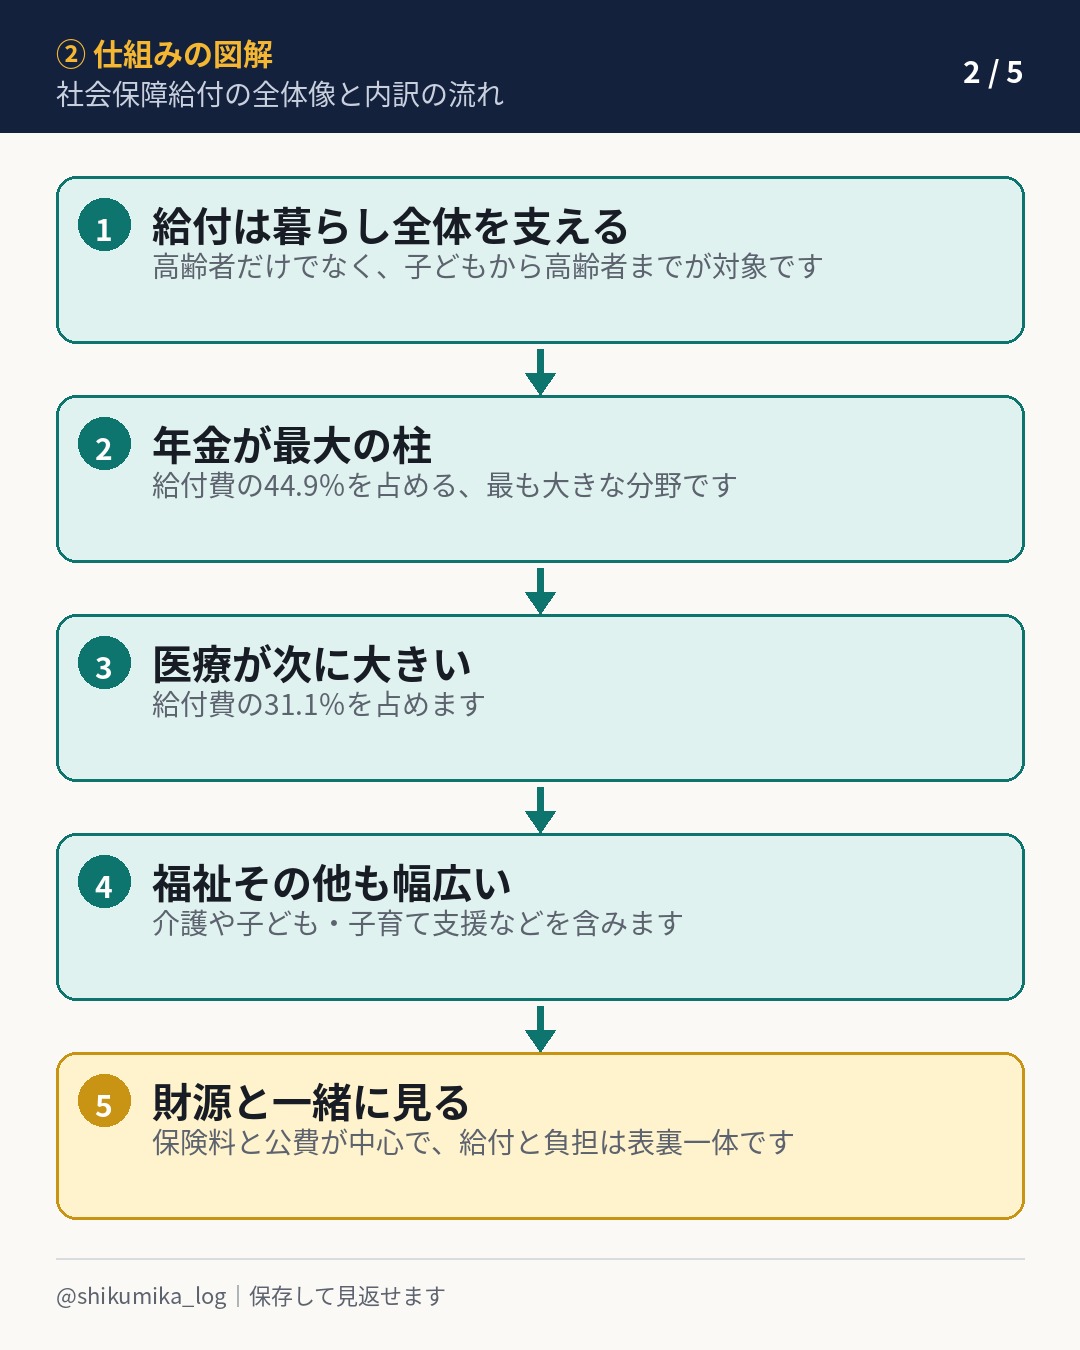 ② 仕組みの図解
社会保障給付の全体像と内訳の流れ
2 / 5
1 給付は暮らし全体を支える
高齢者だけでなく、子どもから高齢者までが対象です
2 年金が最大の柱
給付費の44.9%を占める、最も大きな分野です
3 医療が次に大きい
給付費の31.1%を占めます
4 福祉その他も幅広い
介護や子ども・子育て支援などを含みます
5 財源と一緒に見る
保険料と公費が中心で、給付と負担は表裏一体です
@shikumika_log｜保存して見返せます